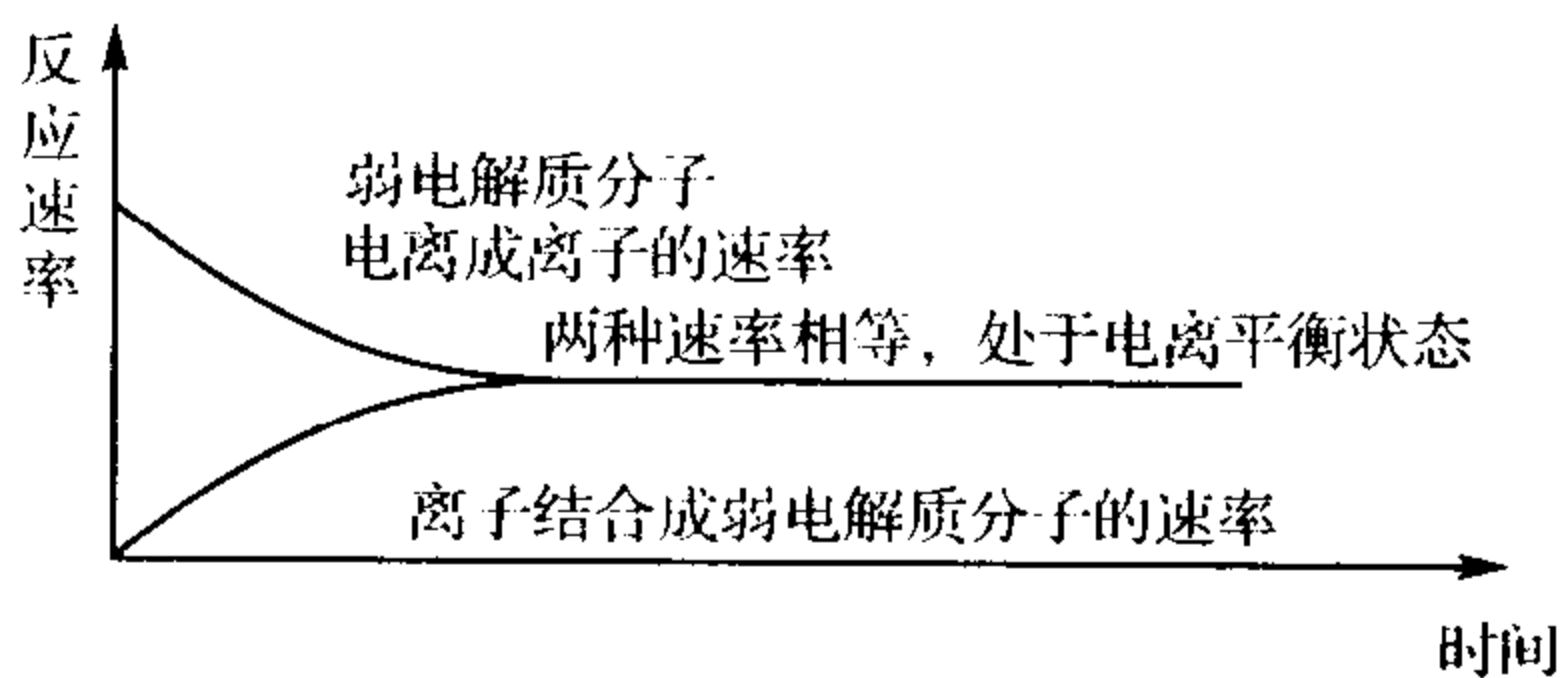 反应速率
弱电解质分子
电离成离子的速率
两种速率相等，处于电离平衡状态
离子结合成弱电解质分子的速率
时间